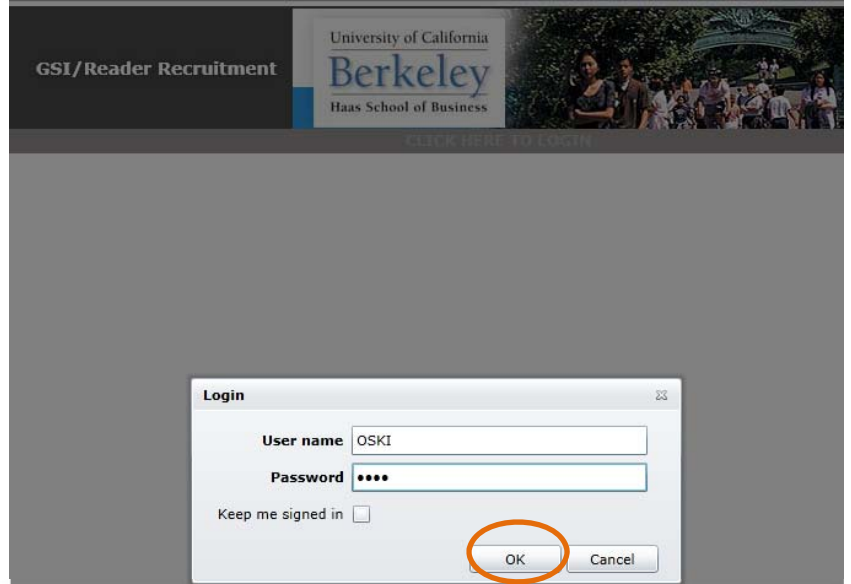 GSI/Reader Recruitment
University of California
Berkeley
Haas School of Business
CLICK HERE TO LOGIN
Login
User name OSKI
Password ••••
Keep me signed in
OK Cancel